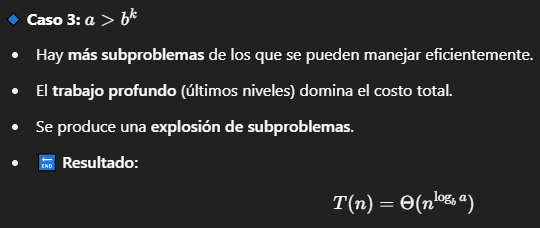 🔹 Caso 3: a > b^k
• Hay más subproblemas de los que se pueden manejar eficientemente.
• El trabajo profundo (últimos niveles) domina el costo total.
• Se produce una explosión de subproblemas.
• 🔚 Resultado:
T(n) = Θ(n^{log_b a})